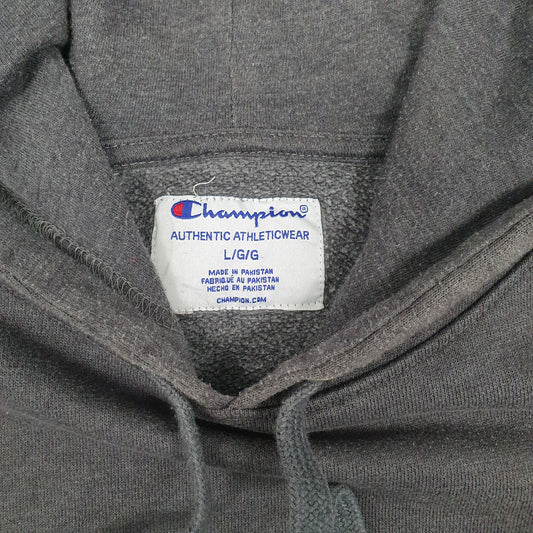 Champion®
AUTHENTIC ATHLETICWEAR
L/G/G
MADE IN PAKISTAN
FABRIQUÉ AU PAKISTAN
HECHO EN PAKISTAN
CHAMPION.COM